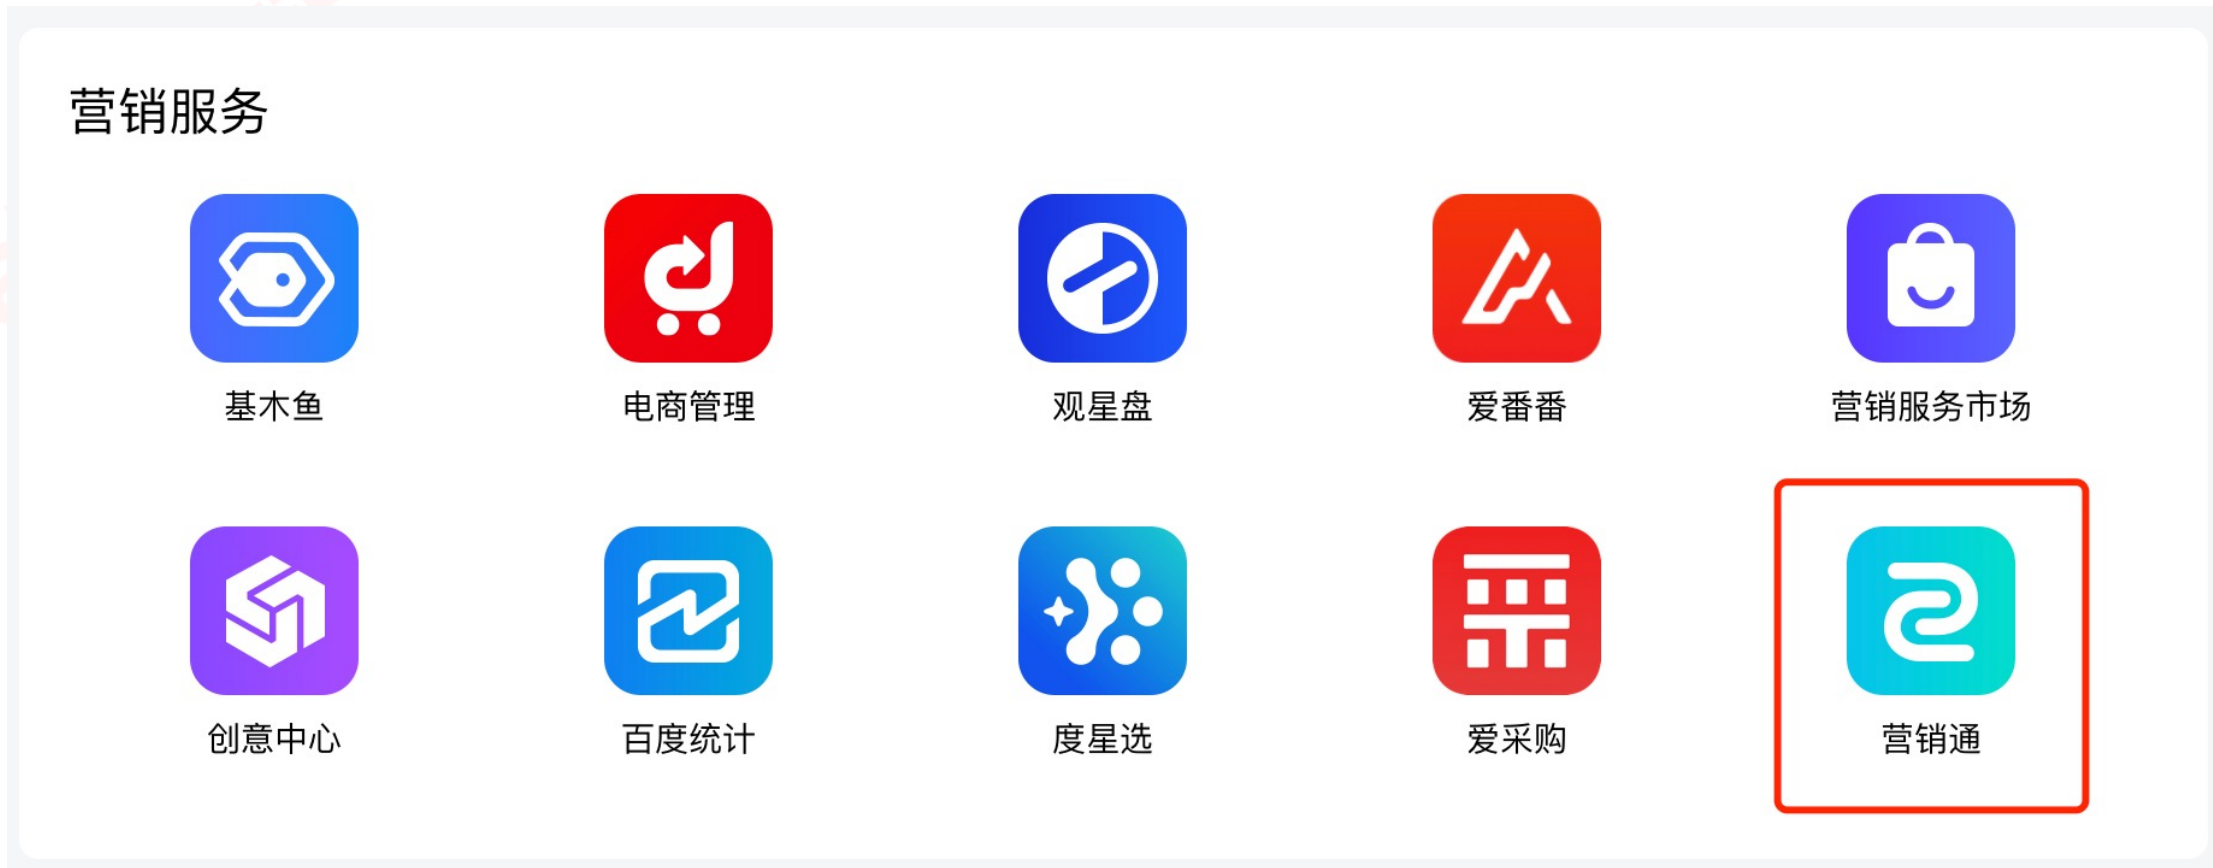 营销服务
基木鱼
电商管理
观星盘
爱番番
营销服务市场
创意中心
百度统计
度星选
爱采购
营销通